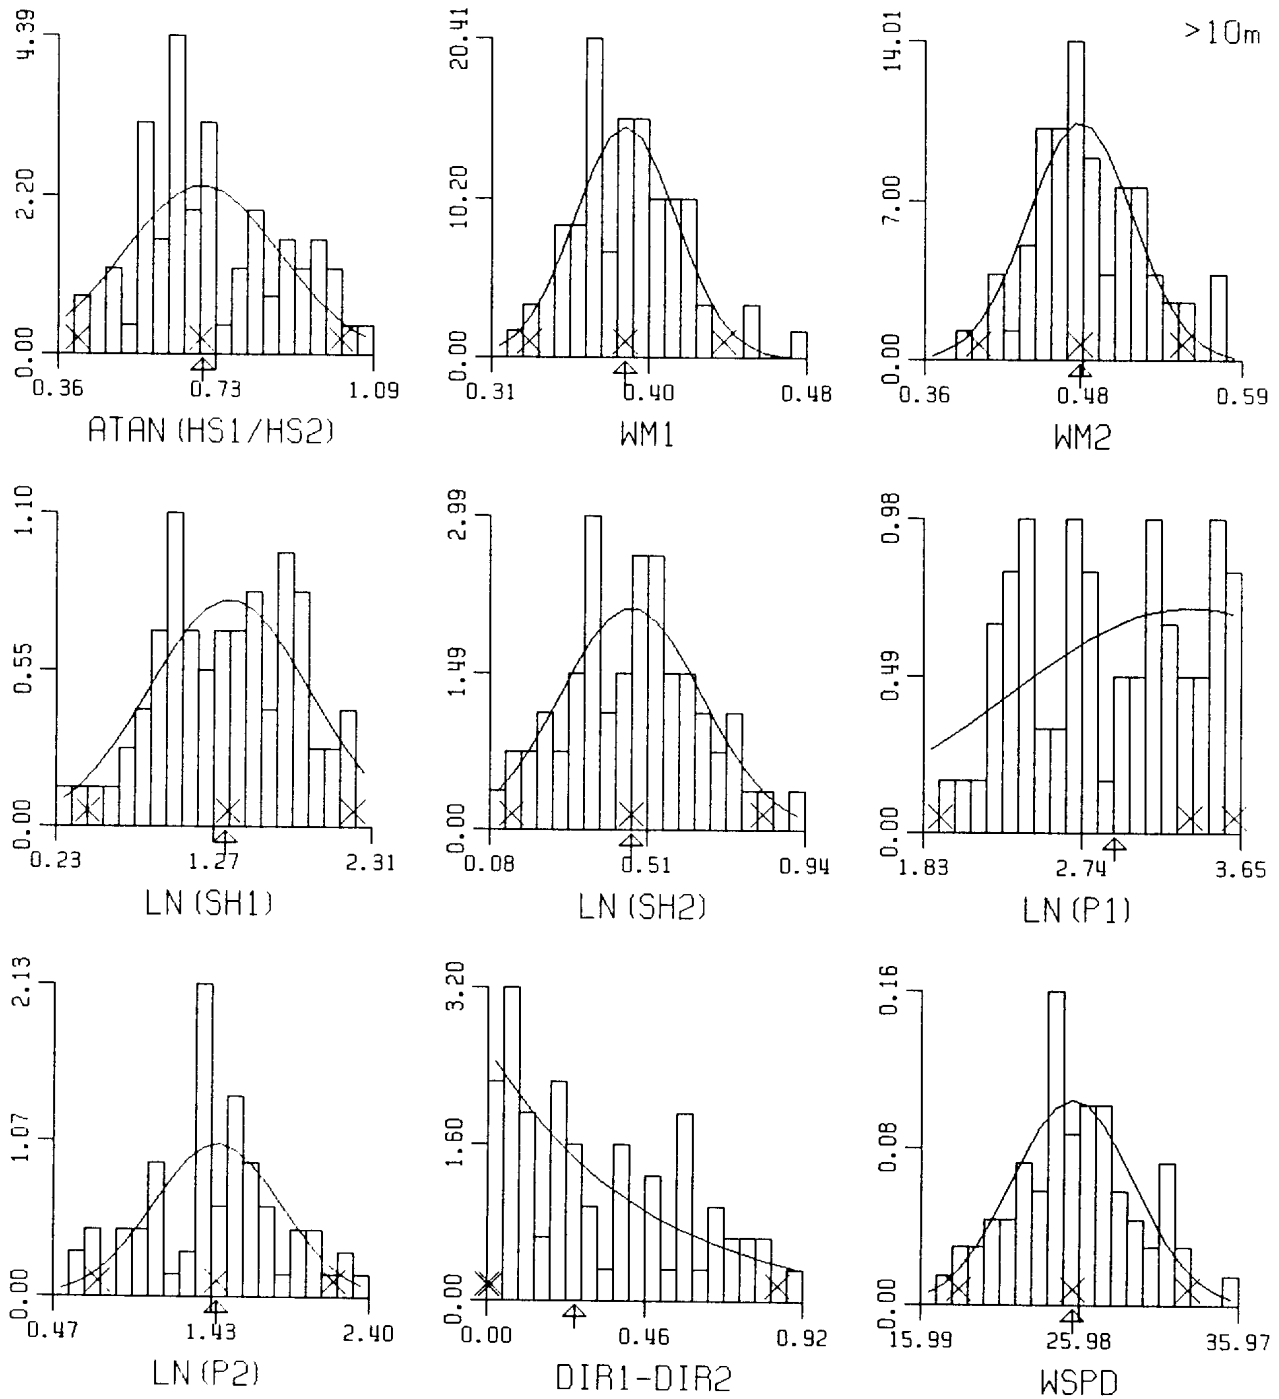 >10m
4.39
2.20
0.00
0.36 0.73 1.09
ATAN(HS1/HS2)
20.41
10.20
0.00
0.31 0.40 0.48
WM1
14.01
7.00
0.00
0.36 0.48 0.59
WM2
1.10
0.55
0.00
0.23 1.27 2.31
LN(SH1)
2.99
1.49
0.00
0.08 0.51 0.94
LN(SH2)
0.98
0.49
0.00
1.83 2.74 3.65
LN(P1)
2.13
1.07
0.00
0.47 1.43 2.40
LN(P2)
3.20
1.60
0.00
0.00 0.46 0.92
DIR1-DIR2
0.16
0.08
0.00
15.99 25.98 35.97
WSPD